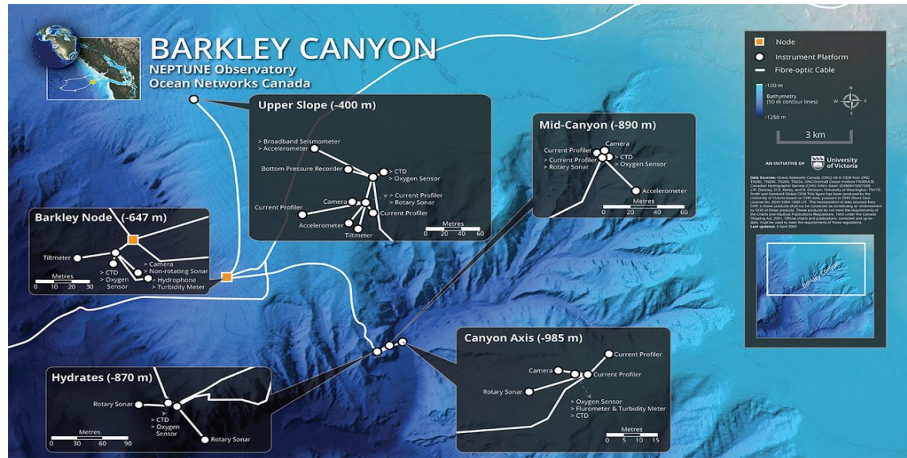 BARKLEY CANYON
NEPTUNE Observatory
Ocean Networks Canada
Upper Slope (-400 m)
> Broadband Seismometer
> Accelerometer
Bottom Pressure Recorder
> CTD
> Oxygen Sensor
> Current Profiler
> Rotary Sonar
Camera
Current Profiler
Current Profiler
Accelerometer
Tiltmeter
Metres
0 20 40 60
Mid-Canyon (-890 m)
Camera
Current Profiler
> Current Profiler
> Rotary Sonar
> CTD
> Oxygen Sensor
Accelerometer
Metres
0 20 40 60
Barkley Node (-647 m)
Tiltmeter
> CTD
> Oxygen
Sensor
> Camera
> Non-rotating Sonar
> Hydrophone
> Turbidity Meter
Metres
0 10 20 30
Hydrates (-870 m)
Rotary Sonar
> CTD
> Oxygen
Sensor
Rotary Sonar
Metres
0 30 60 90
Canyon Axis (-985 m)
Current Profiler
Camera
Current Profiler
Rotary Sonar
> Oxygen Sensor
> Flurometer & Turbidity Meter
> CTD
Metres
0 5 10 15
Node
Instrument Platform
Fibre-optic Cable
-100 m
Bathymetry
(50 m contour lines)
-1250 m
N
W
E
S
3 km
AN INITIATIVE OF
University
of Victoria
Barkley Canyon